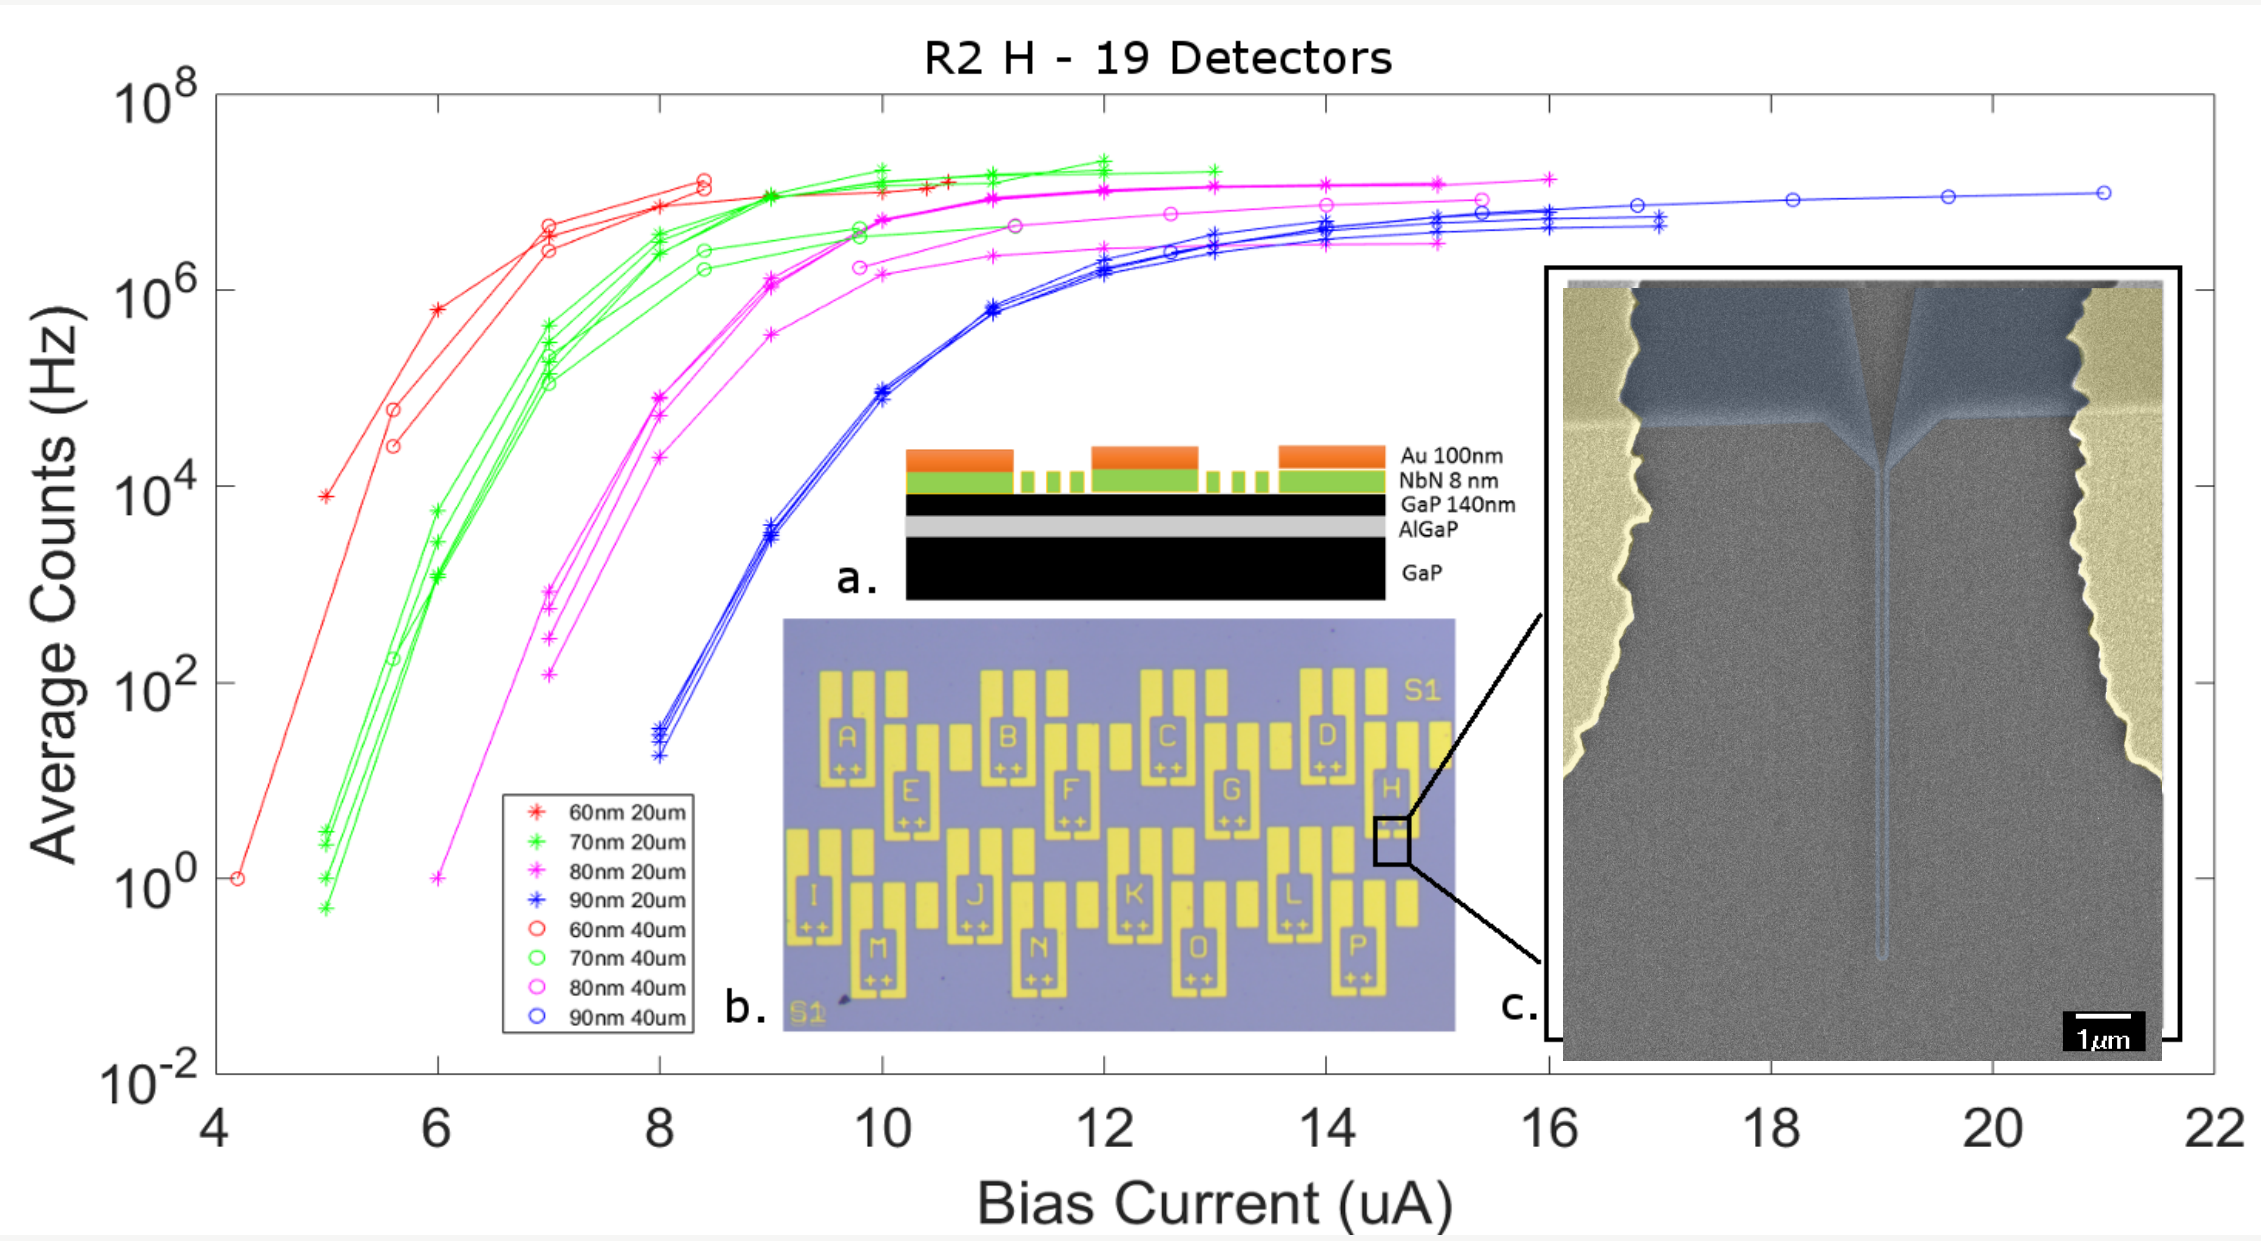 R2 H - 19 Detectors
10^8
10^6
10^4
10^2
10^0
10^-2
Average Counts (Hz)
4 6 8 10 12 14 16 18 20 22
Bias Current (uA)
60nm 20um
70nm 20um
80nm 20um
90nm 20um
60nm 40um
70nm 40um
80nm 40um
90nm 40um
a.
Au 100nm
NbN 8 nm
GaP 140nm
AlGaP
GaP
b.
S1
A B C D
E F G H
I J K L
M N O P
S1
c.
1μm